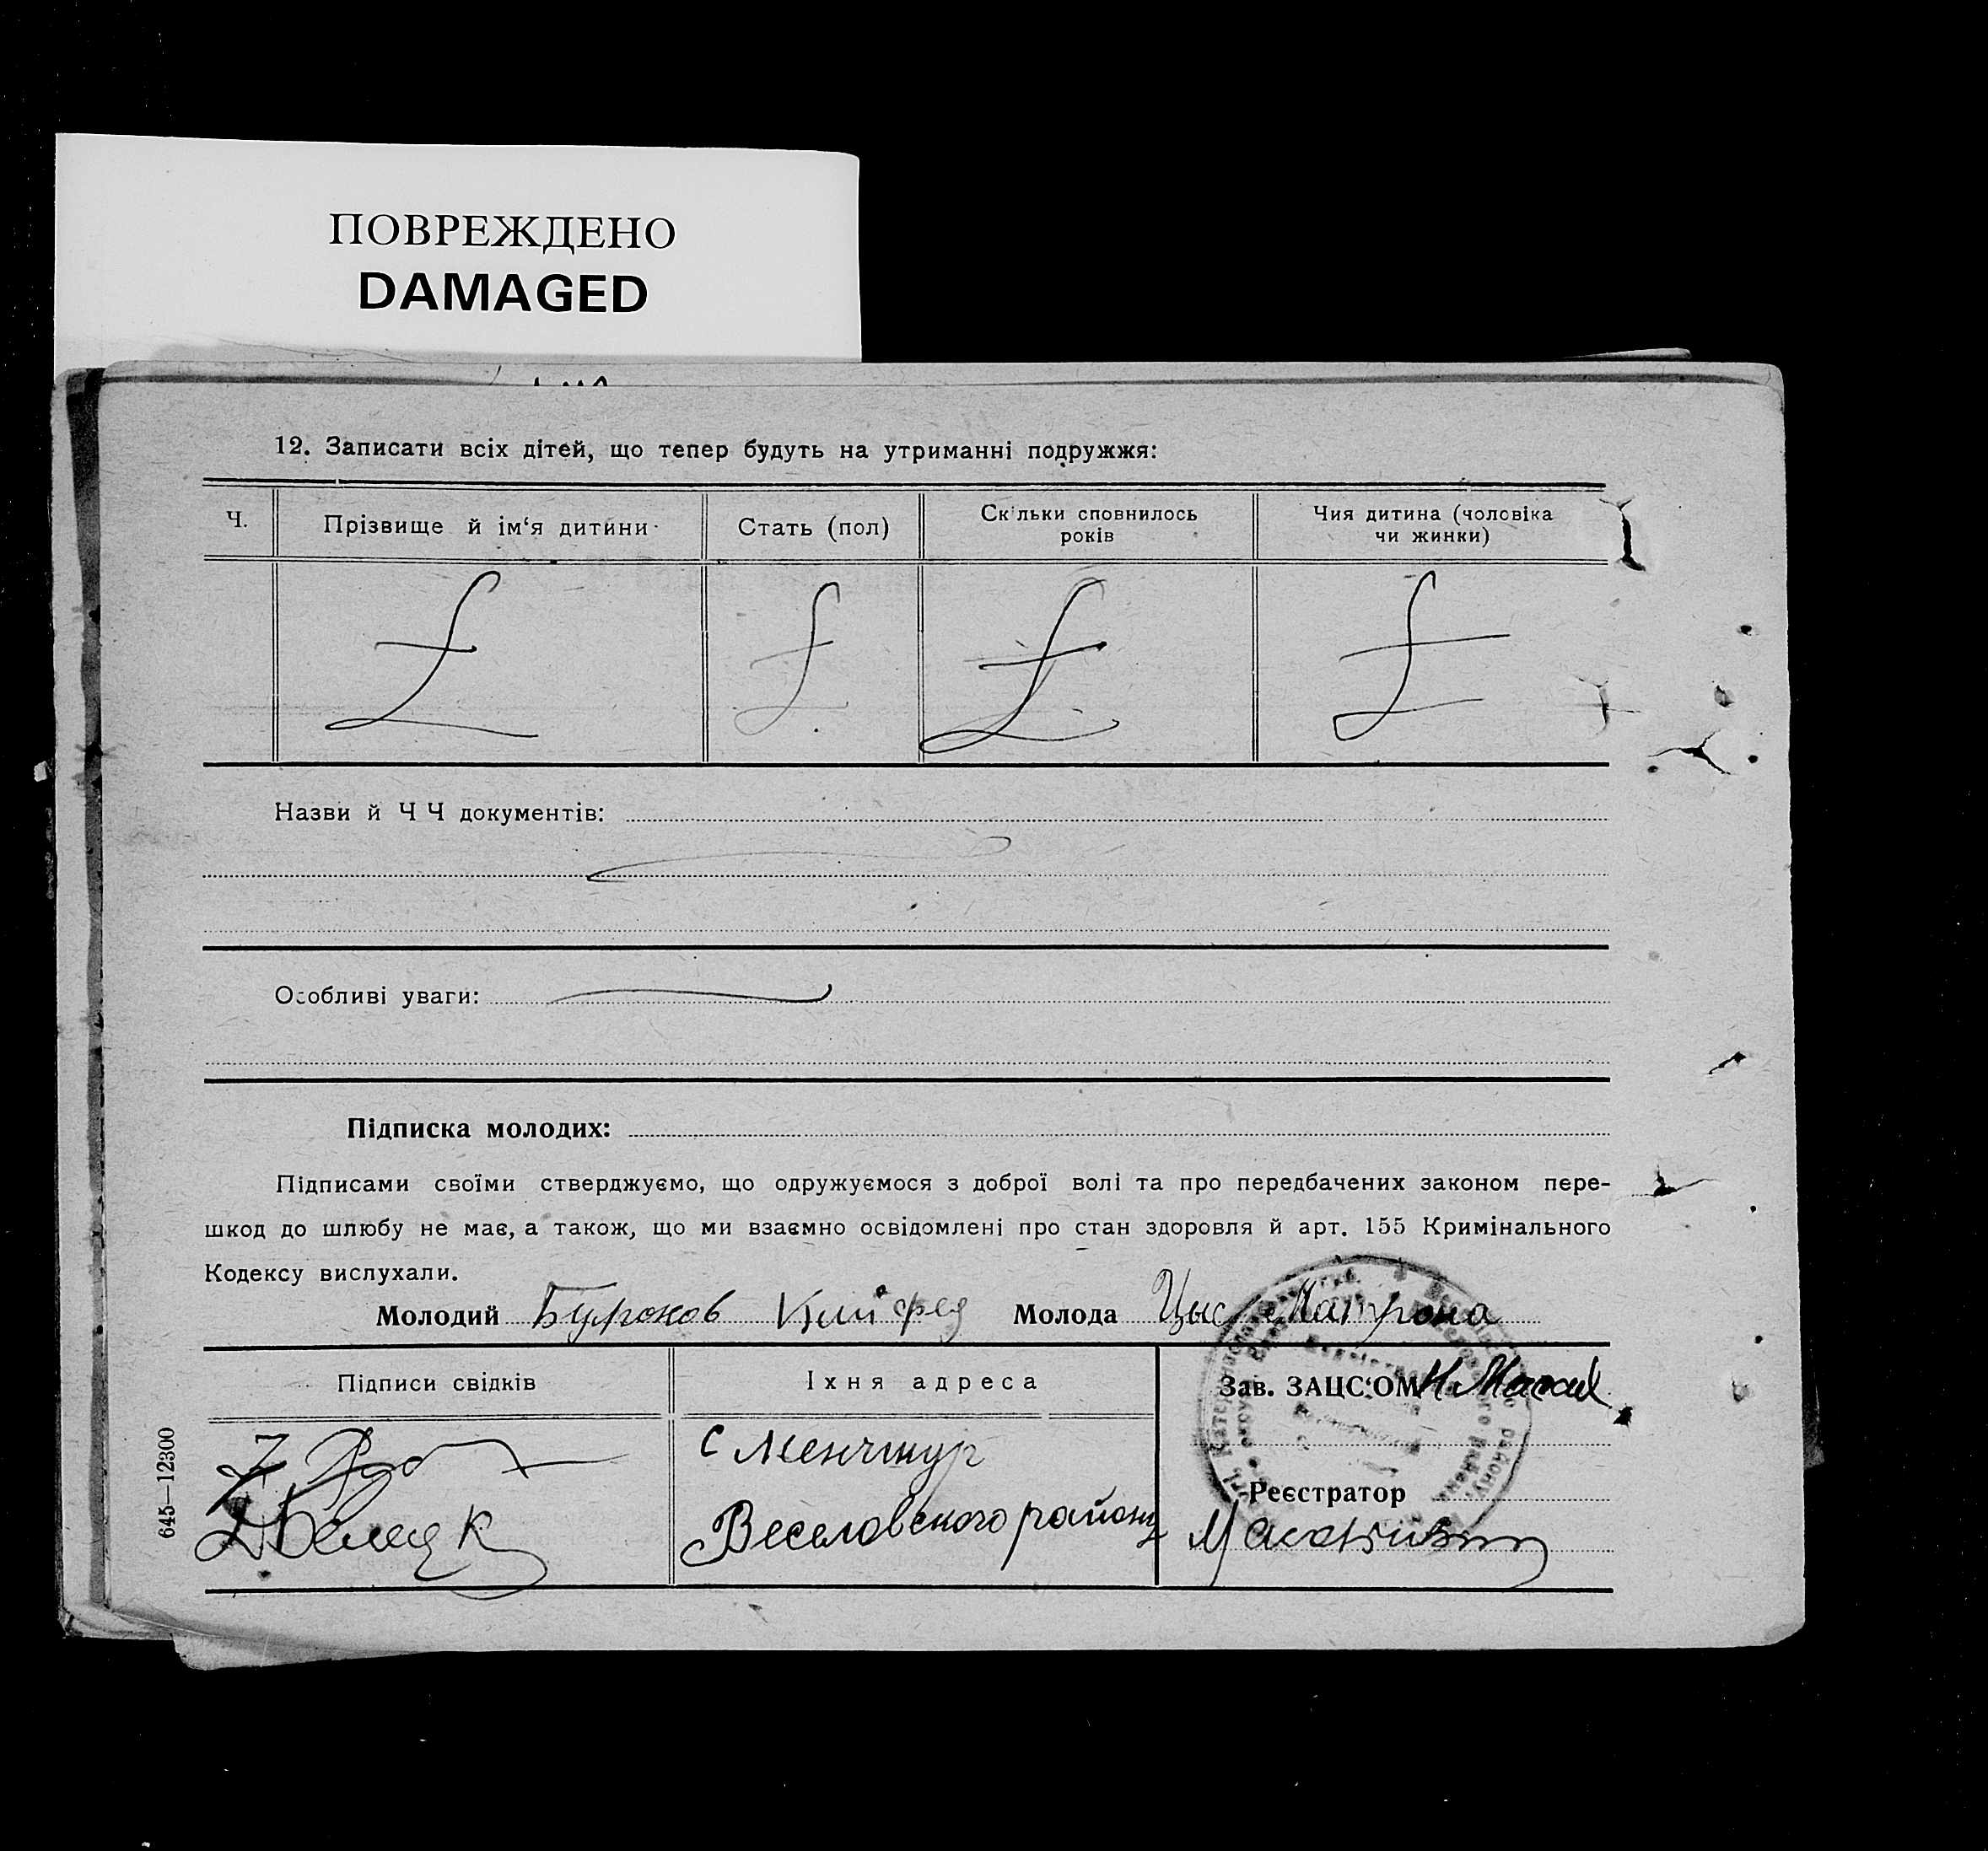 ПОВРЕЖДЕНО
DAMAGED
12. Записати всіх дітей, що тепер будуть на утриманні подружжя:
Ч.
Прізвище й ім'я дитини
Стать (пол)
Скільки сповнилось
років
Чия дитина (чоловіка
чи жинки)
Назви й Ч Ч документів:
Особливі уваги:
Підписка молодих:
Підписами своїми стверджуємо, що одружуємося з доброї волі та про передбачених законом пере-
шкод до шлюбу не має, а також, що ми взаємно освідомлені про стан здоровля й арт. 155 Кримінального
Кодексу вислухали.
Молодий Молода Матрона
Підписи свідків
Їхня адреса
Зав. ЗАЦС'ОМ
с Менчикур
Веселовского району
Реєстратор
645—12300